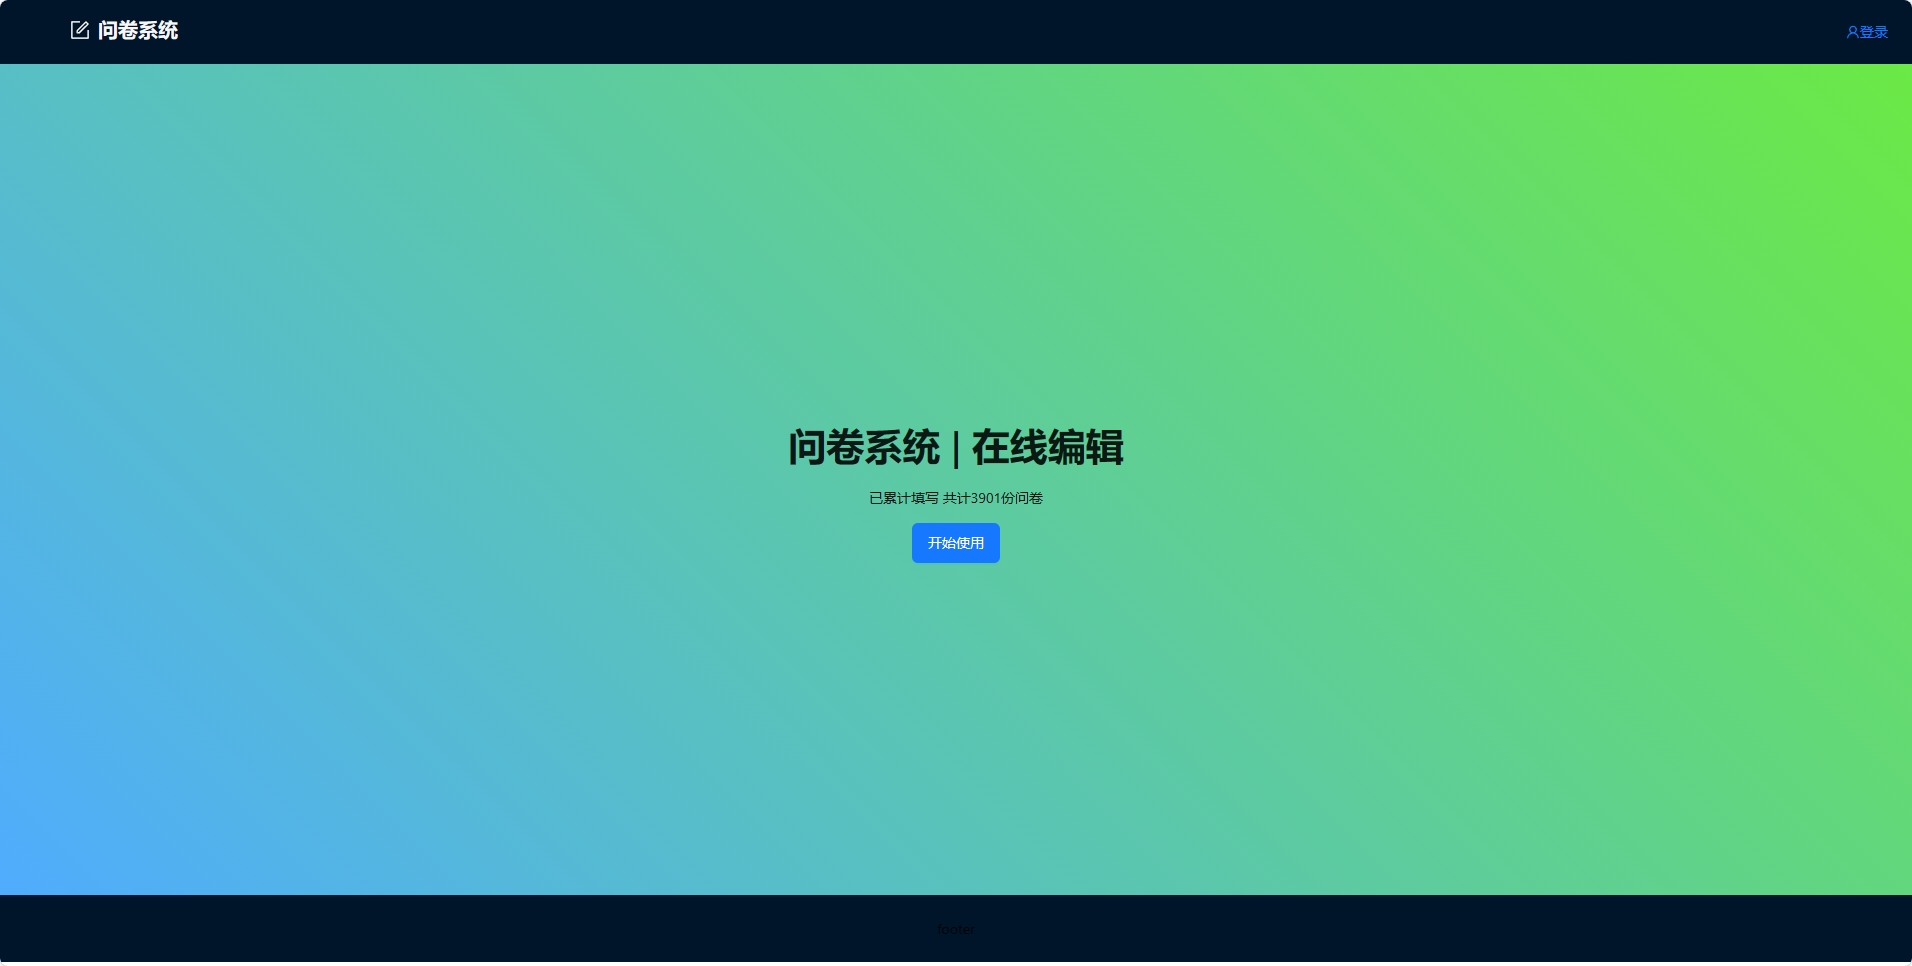 问卷系统
登录
问卷系统 | 在线编辑
已累计填写 共计3901份问卷
开始使用
footer